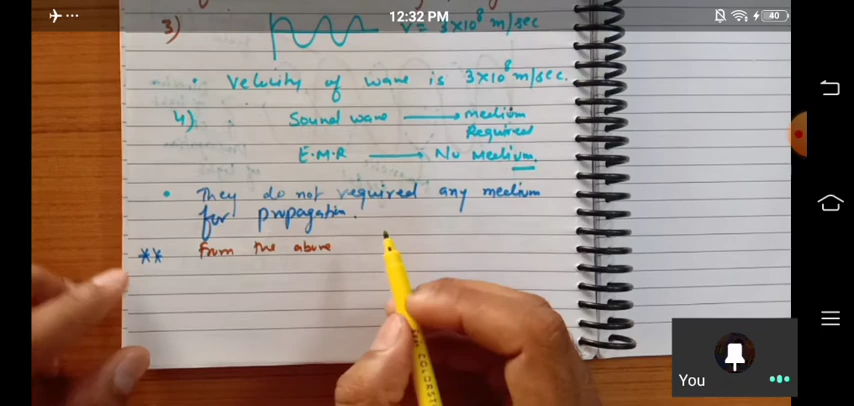 12:32 PM
40
3)
V = 3×10⁸ m/sec
Velocity of wave is 3×10⁸ m/sec.
4) Sound wave → medium
Required
E.M.R → No Medium.
• They do not required any medium
for propagation.
** from the above
You